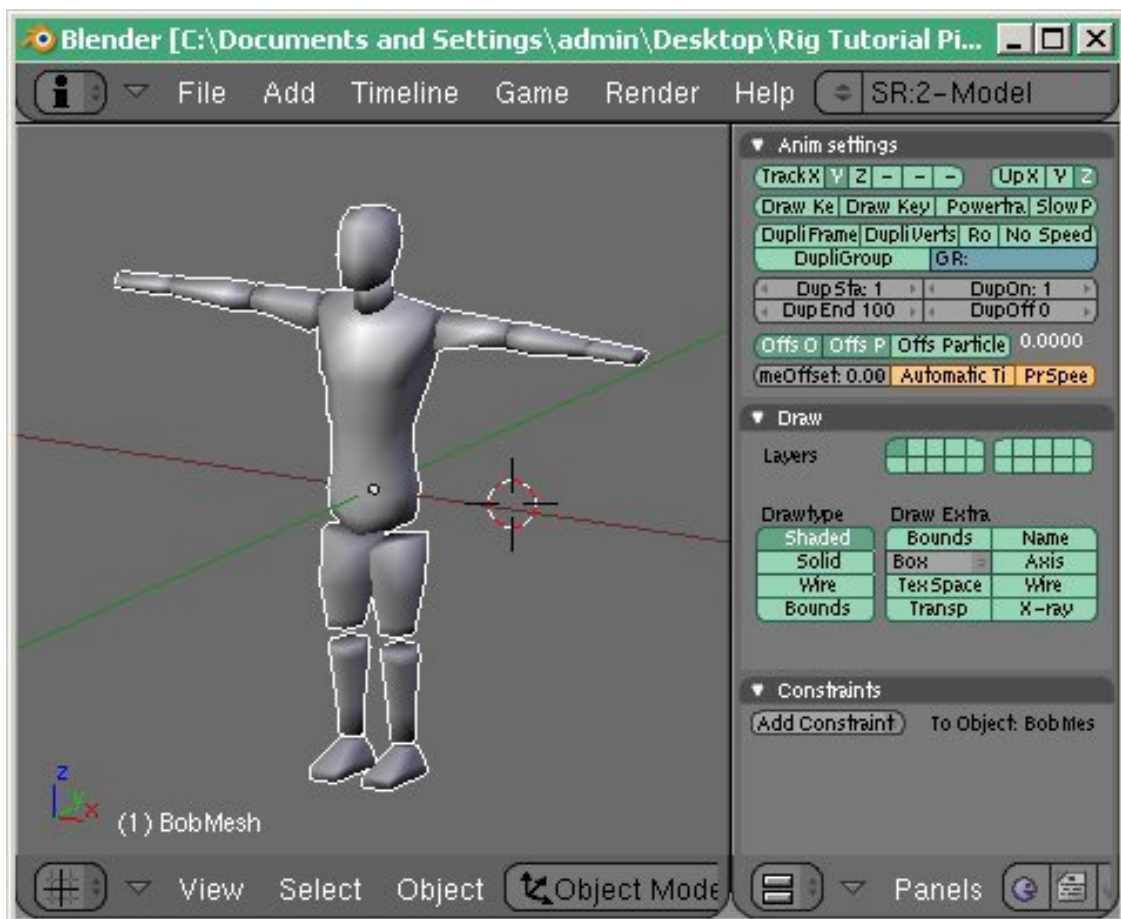 Blender [C:\Documents and Settings\admin\Desktop\Rig Tutorial Pi...
File Add Timeline Game Render Help SR:2-Model
Anim settings
TrackX Y Z - - - UpX Y Z
Draw Ke Draw Key Powertra SlowP
DupliFrame DupliVerts Ro No Speed
DupliGroup GR:
DupSta: 1 DupOn: 1
DupEnd 100 DupOff 0
Offs O Offs P Offs Particle 0.0000
meOffset: 0.00 Automatic Ti PrSpee
Draw
Layers
Drawtype Draw Extra
Shaded Bounds Name
Solid Box Axis
Wire TexSpace Wire
Bounds Transp X-ray
Constraints
Add Constraint To Object: BobMes
z
y
x
(1) BobMesh
View Select Object Object Mode Panels